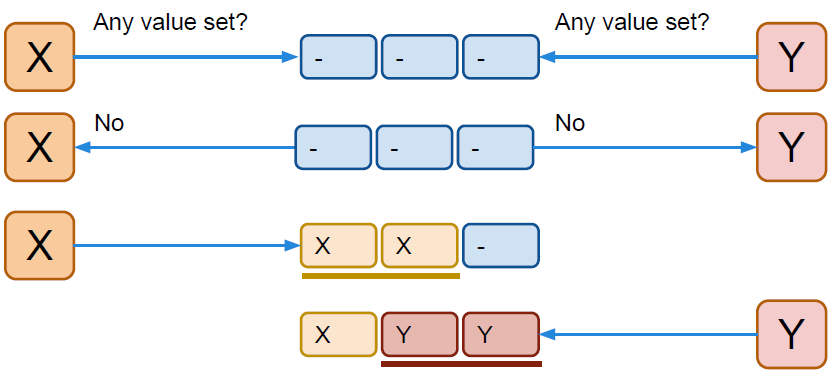 Any value set? Any value set?
X - - - Y
No No
X - - - Y
X X X -
X Y Y Y